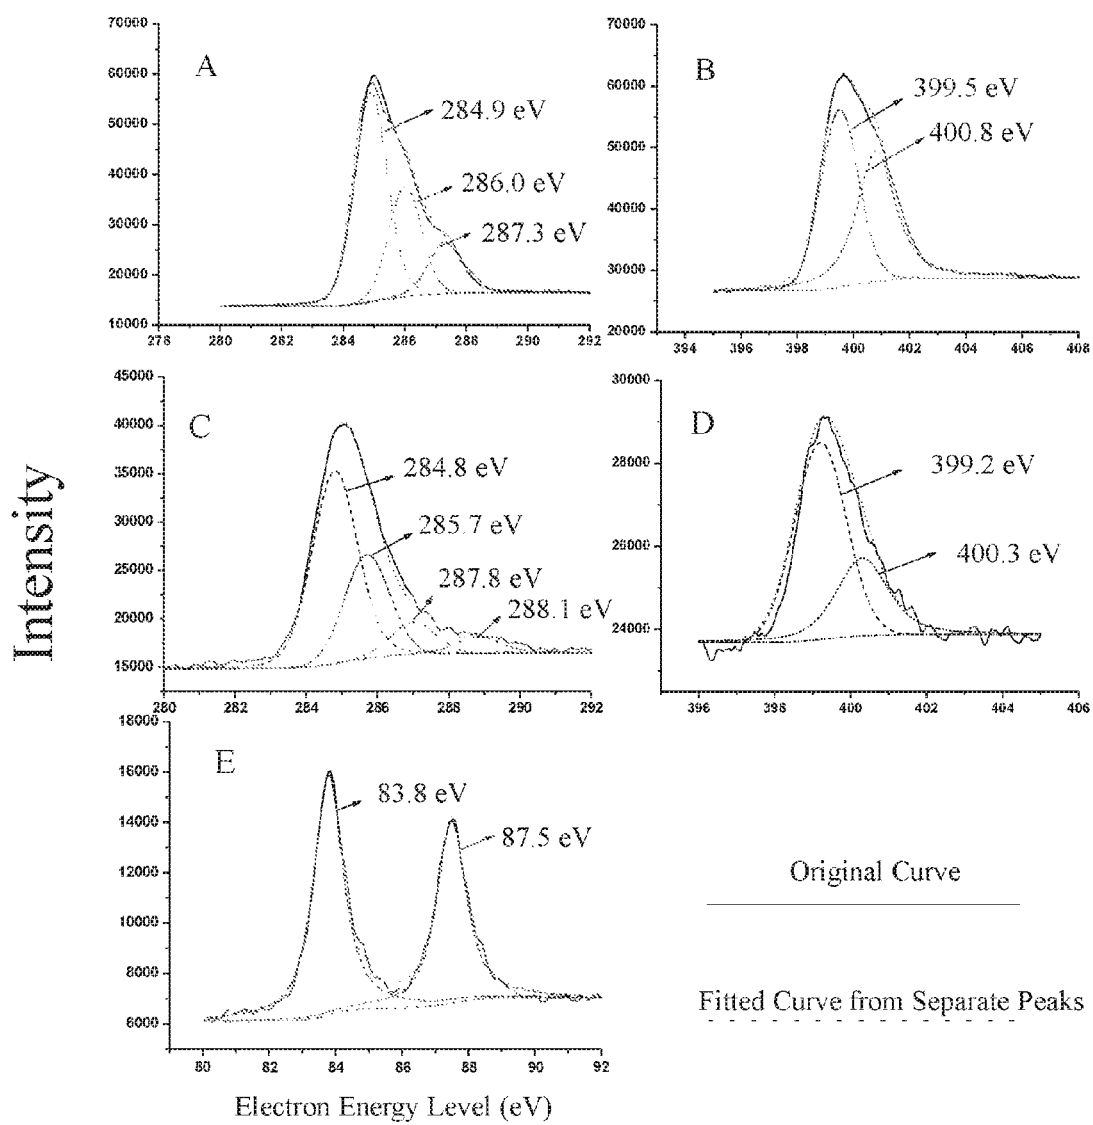 70000
60000
50000
40000
30000
20000
10000
278 280 282 284 286 288 290 292
A
284.9 eV
286.0 eV
287.3 eV
70000
60000
50000
40000
30000
20000
394 396 398 400 402 404 406 408
B
399.5 eV
400.8 eV
45000
40000
35000
30000
25000
20000
15000
280 282 284 286 288 290 292
C
284.8 eV
285.7 eV
287.8 eV
288.1 eV
30000
28000
26000
24000
396 398 400 402 404 406
D
399.2 eV
400.3 eV
Intensity
18000
16000
14000
12000
10000
8000
6000
80 82 84 86 88 90 92
E
83.8 eV
87.5 eV
Electron Energy Level (eV)
Original Curve
Fitted Curve from Separate Peaks